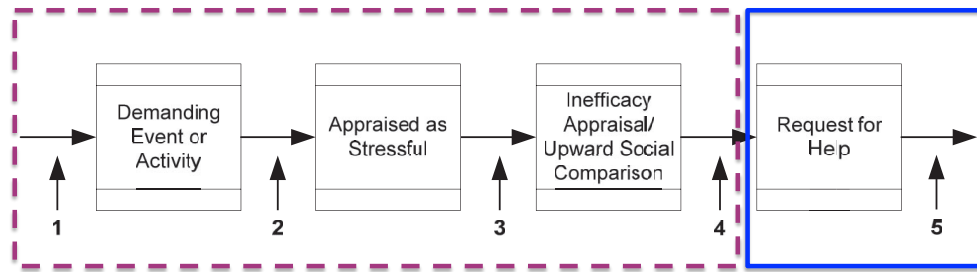 Demanding
Event or
Activity
Appraised as
Stressful
Inefficacy
Appraisal/
Upward Social
Comparison
Request for
Help
1
2
3
4
5